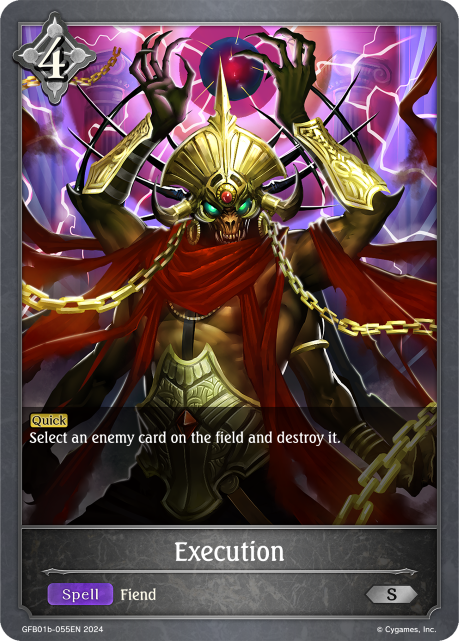 4
Quick
Select an enemy card on the field and destroy it.
Execution
Spell Fiend S
GFB01b-055EN 2024 © Cygames, Inc.